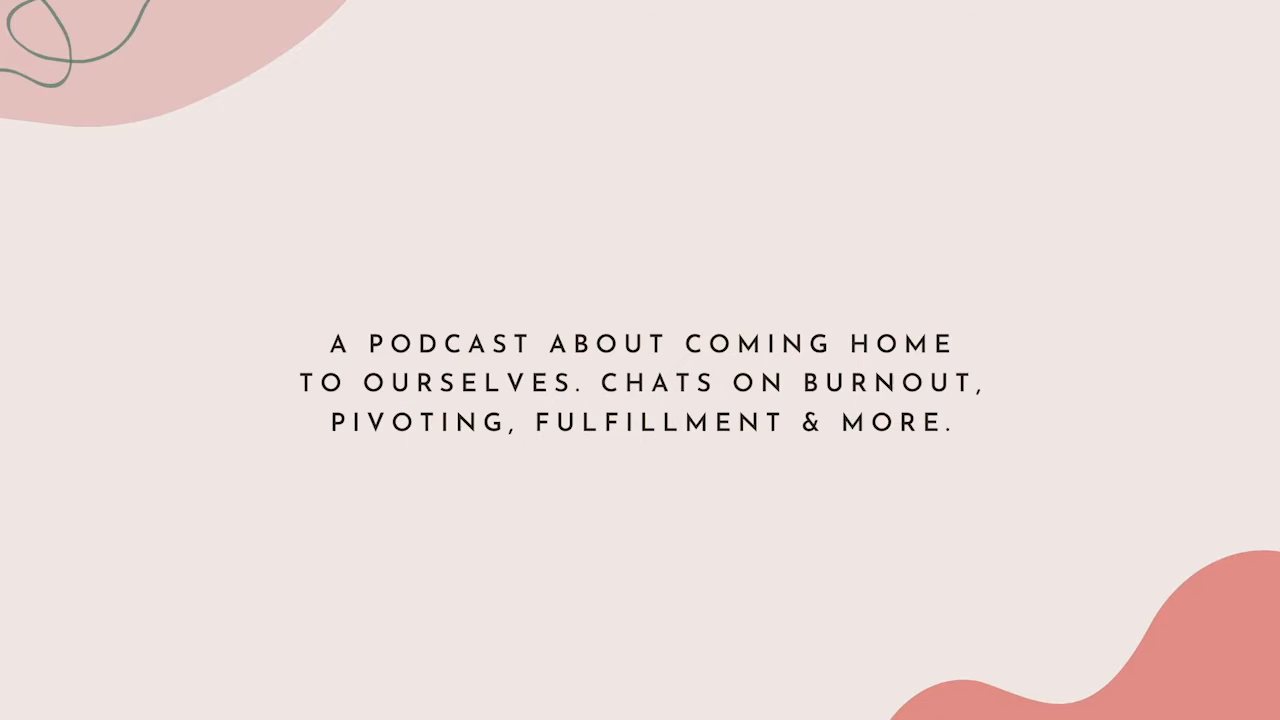 A PODCAST ABOUT COMING HOME
TO OURSELVES. CHATS ON BURNOUT,
PIVOTING, FULFILLMENT & MORE.